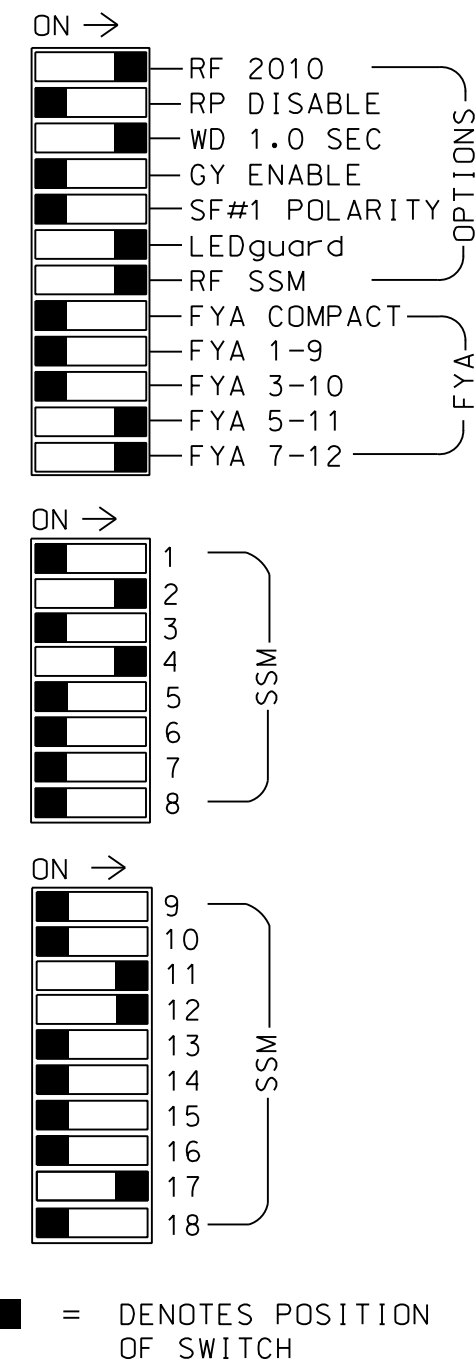 ON →
RF 2010
RP DISABLE
WD 1.0 SEC
GY ENABLE
SF#1 POLARITY
LEDguard
RF SSM
OPTIONS
FYA COMPACT
FYA 1-9
FYA 3-10
FYA 5-11
FYA 7-12
FYA
ON →
1
2
3
4
5
6
7
8
SSM
ON →
9
10
11
12
13
14
15
16
17
18
SSM
= DENOTES POSITION
OF SWITCH